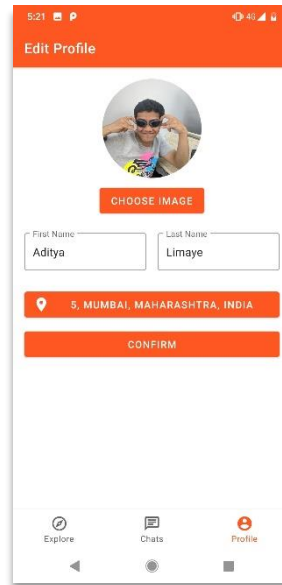 5:21
4G
Edit Profile
CHOOSE IMAGE
First Name
Last Name
Aditya
Limaye
5, MUMBAI, MAHARASHTRA, INDIA
CONFIRM
Explore
Chats
Profile